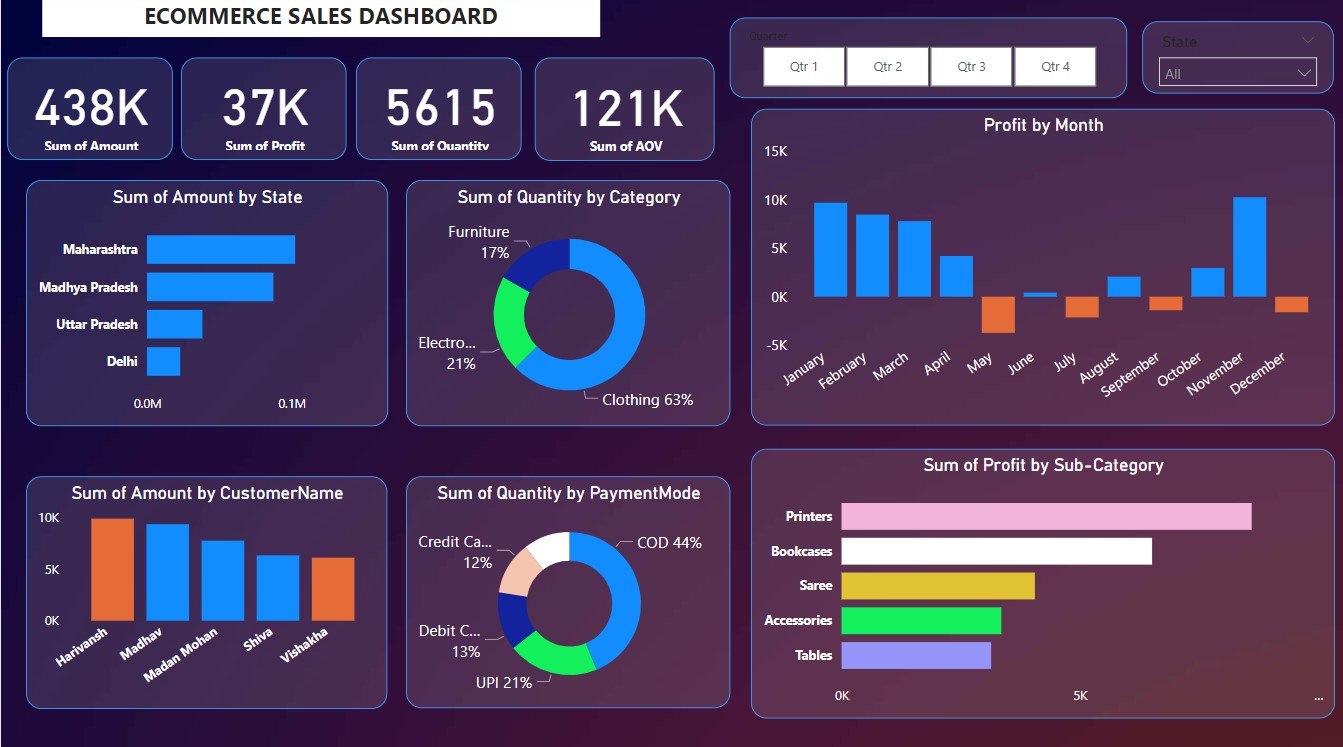 ECOMMERCE SALES DASHBOARD
Quarter
Qtr 1
Qtr 2
Qtr 3
Qtr 4
State
All
438K
Sum of Amount
37K
Sum of Profit
5615
Sum of Quantity
121K
Sum of AOV
Profit by Month
15K
10K
5K
0K
-5K
January
February
March
April
May
June
July
August
September
October
November
December
Sum of Amount by State
Maharashtra
Madhya Pradesh
Uttar Pradesh
Delhi
0.0M
0.1M
Sum of Quantity by Category
Furniture
17%
Electro...
21%
Clothing 63%
Sum of Amount by CustomerName
10K
5K
0K
Harivansh
Madhav
Madan Mohan
Shiva
Vishakha
Sum of Quantity by PaymentMode
Credit Ca...
12%
COD 44%
Debit C...
13%
UPI 21%
Sum of Profit by Sub-Category
Printers
Bookcases
Saree
Accessories
Tables
0K
5K
...